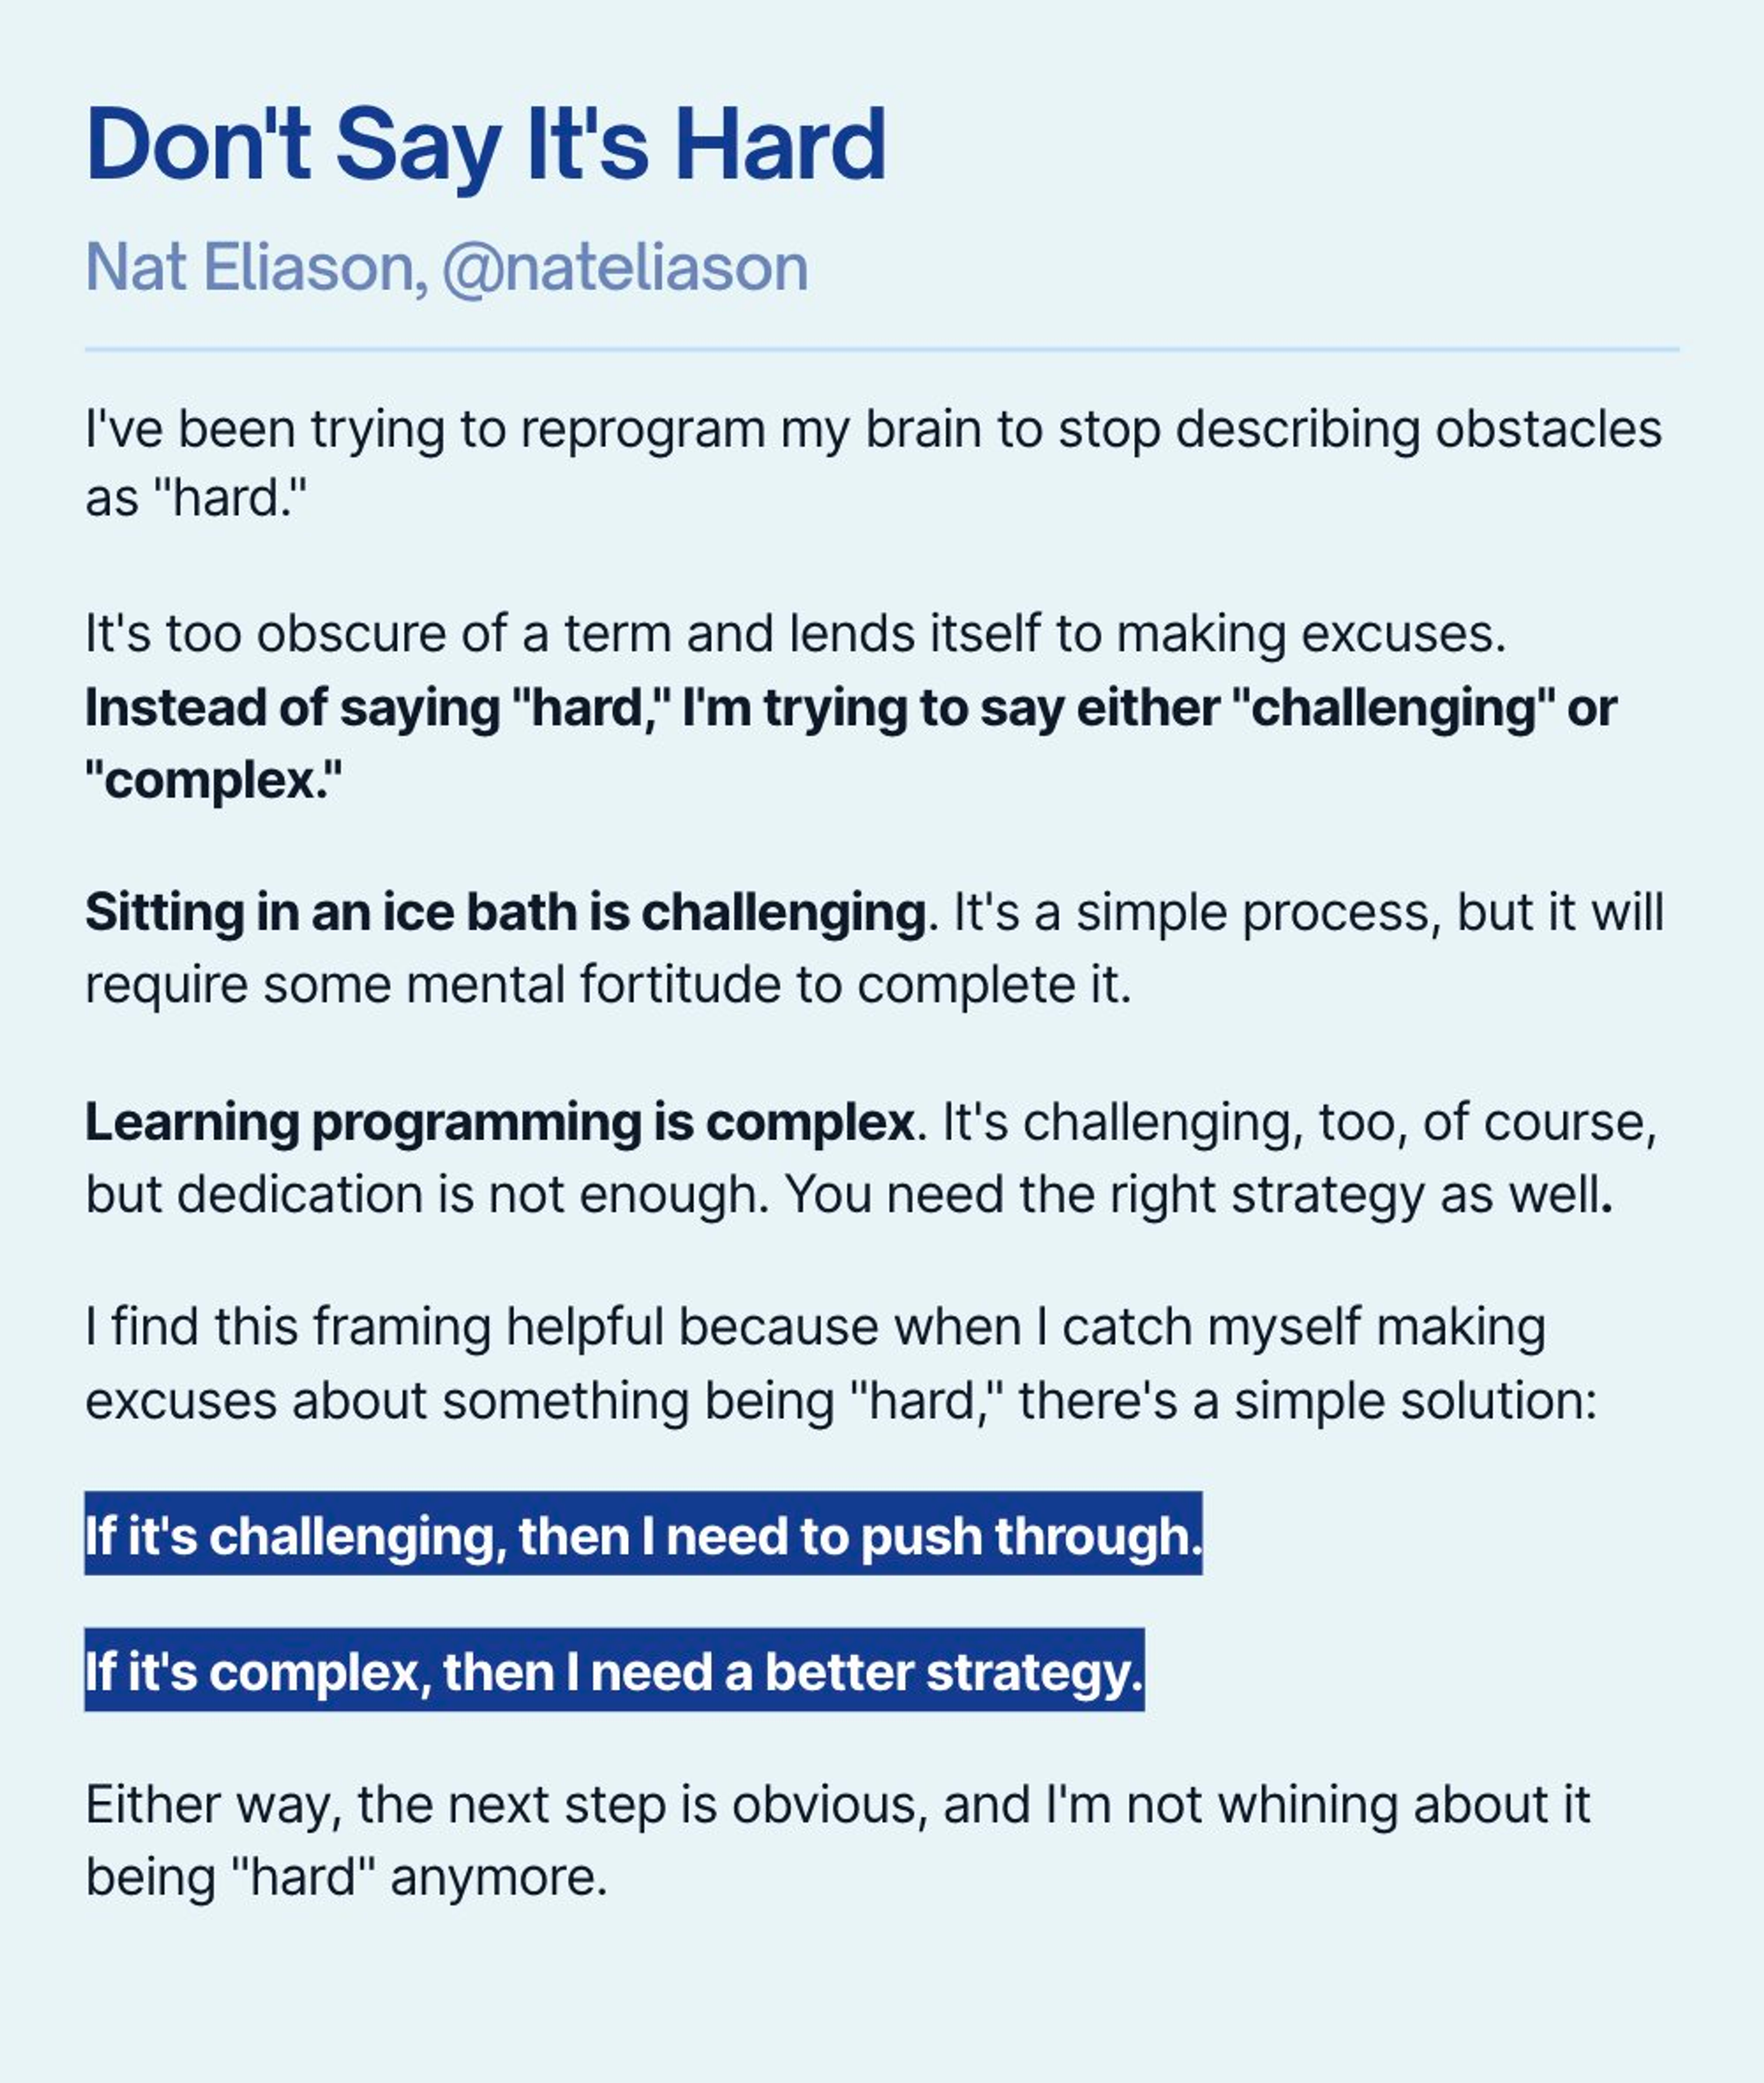 Don't Say It's Hard
Nat Eliason, @nateliason
I've been trying to reprogram my brain to stop describing obstacles
as "hard."
It's too obscure of a term and lends itself to making excuses.
Instead of saying "hard," I'm trying to say either "challenging" or
"complex."
Sitting in an ice bath is challenging. It's a simple process, but it will
require some mental fortitude to complete it.
Learning programming is complex. It's challenging, too, of course,
but dedication is not enough. You need the right strategy as well.
I find this framing helpful because when I catch myself making
excuses about something being "hard," there's a simple solution:
If it's challenging, then I need to push through.
If it's complex, then I need a better strategy.
Either way, the next step is obvious, and I'm not whining about it
being "hard" anymore.